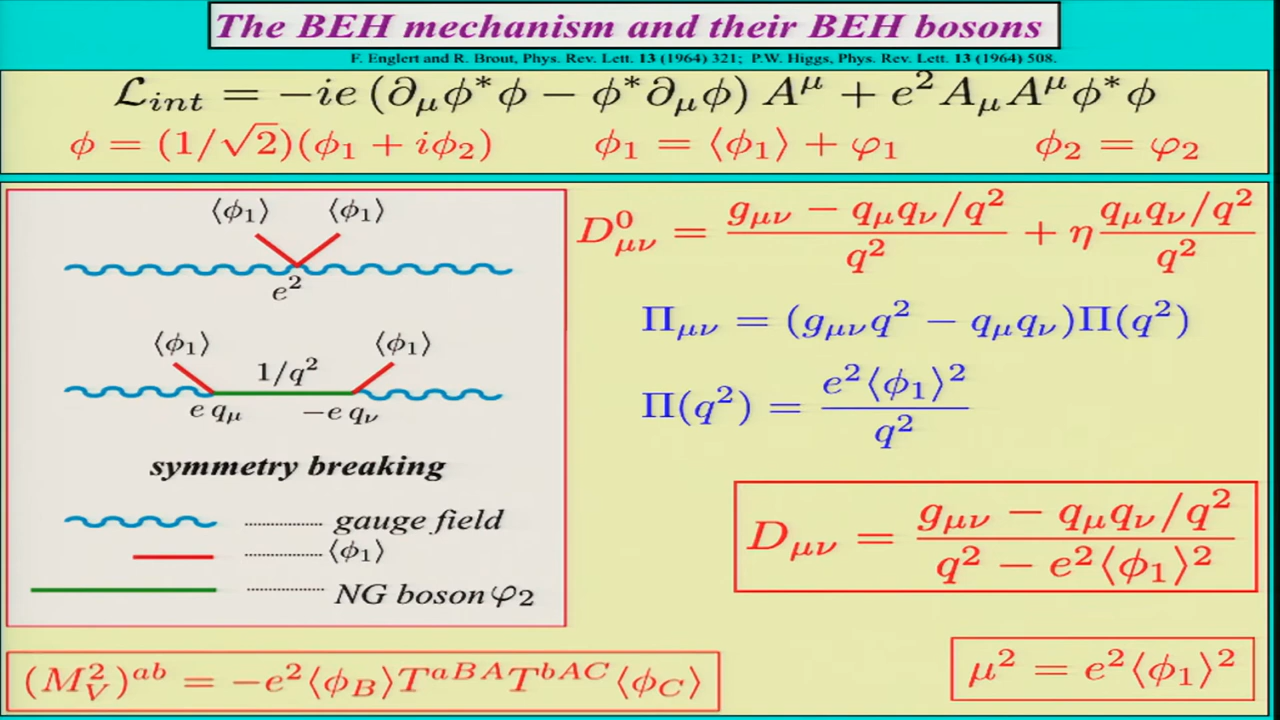 The BEH mechanism and their BEH bosons
F. Englert and R. Brout, Phys. Rev. Lett. 13 (1964) 321; P.W. Higgs, Phys. Rev. Lett. 13 (1964) 508.
ℒ_int = −ie (∂_μϕ*ϕ − ϕ*∂_μϕ) A^μ + e²A_μA^μϕ*ϕ
ϕ = (1/√2)(ϕ₁ + iϕ₂) ϕ₁ = ⟨ϕ₁⟩ + φ₁ ϕ₂ = φ₂
⟨ϕ₁⟩ ⟨ϕ₁⟩
e²
⟨ϕ₁⟩ ⟨ϕ₁⟩
1/q²
e q_μ −e q_ν
symmetry breaking
gauge field
⟨ϕ₁⟩
NG boson φ₂
D⁰_μν = (g_μν − q_μq_ν/q²)/q² + η (q_μq_ν/q²)/q²
Π_μν = (g_μνq² − q_μq_ν)Π(q²)
Π(q²) = e²⟨ϕ₁⟩²/q²
D_μν = (g_μν − q_μq_ν/q²)/(q² − e²⟨ϕ₁⟩²)
(M_V²)^ab = −e²⟨ϕ_B⟩T^aBA T^bAC⟨ϕ_C⟩
μ² = e²⟨ϕ₁⟩²